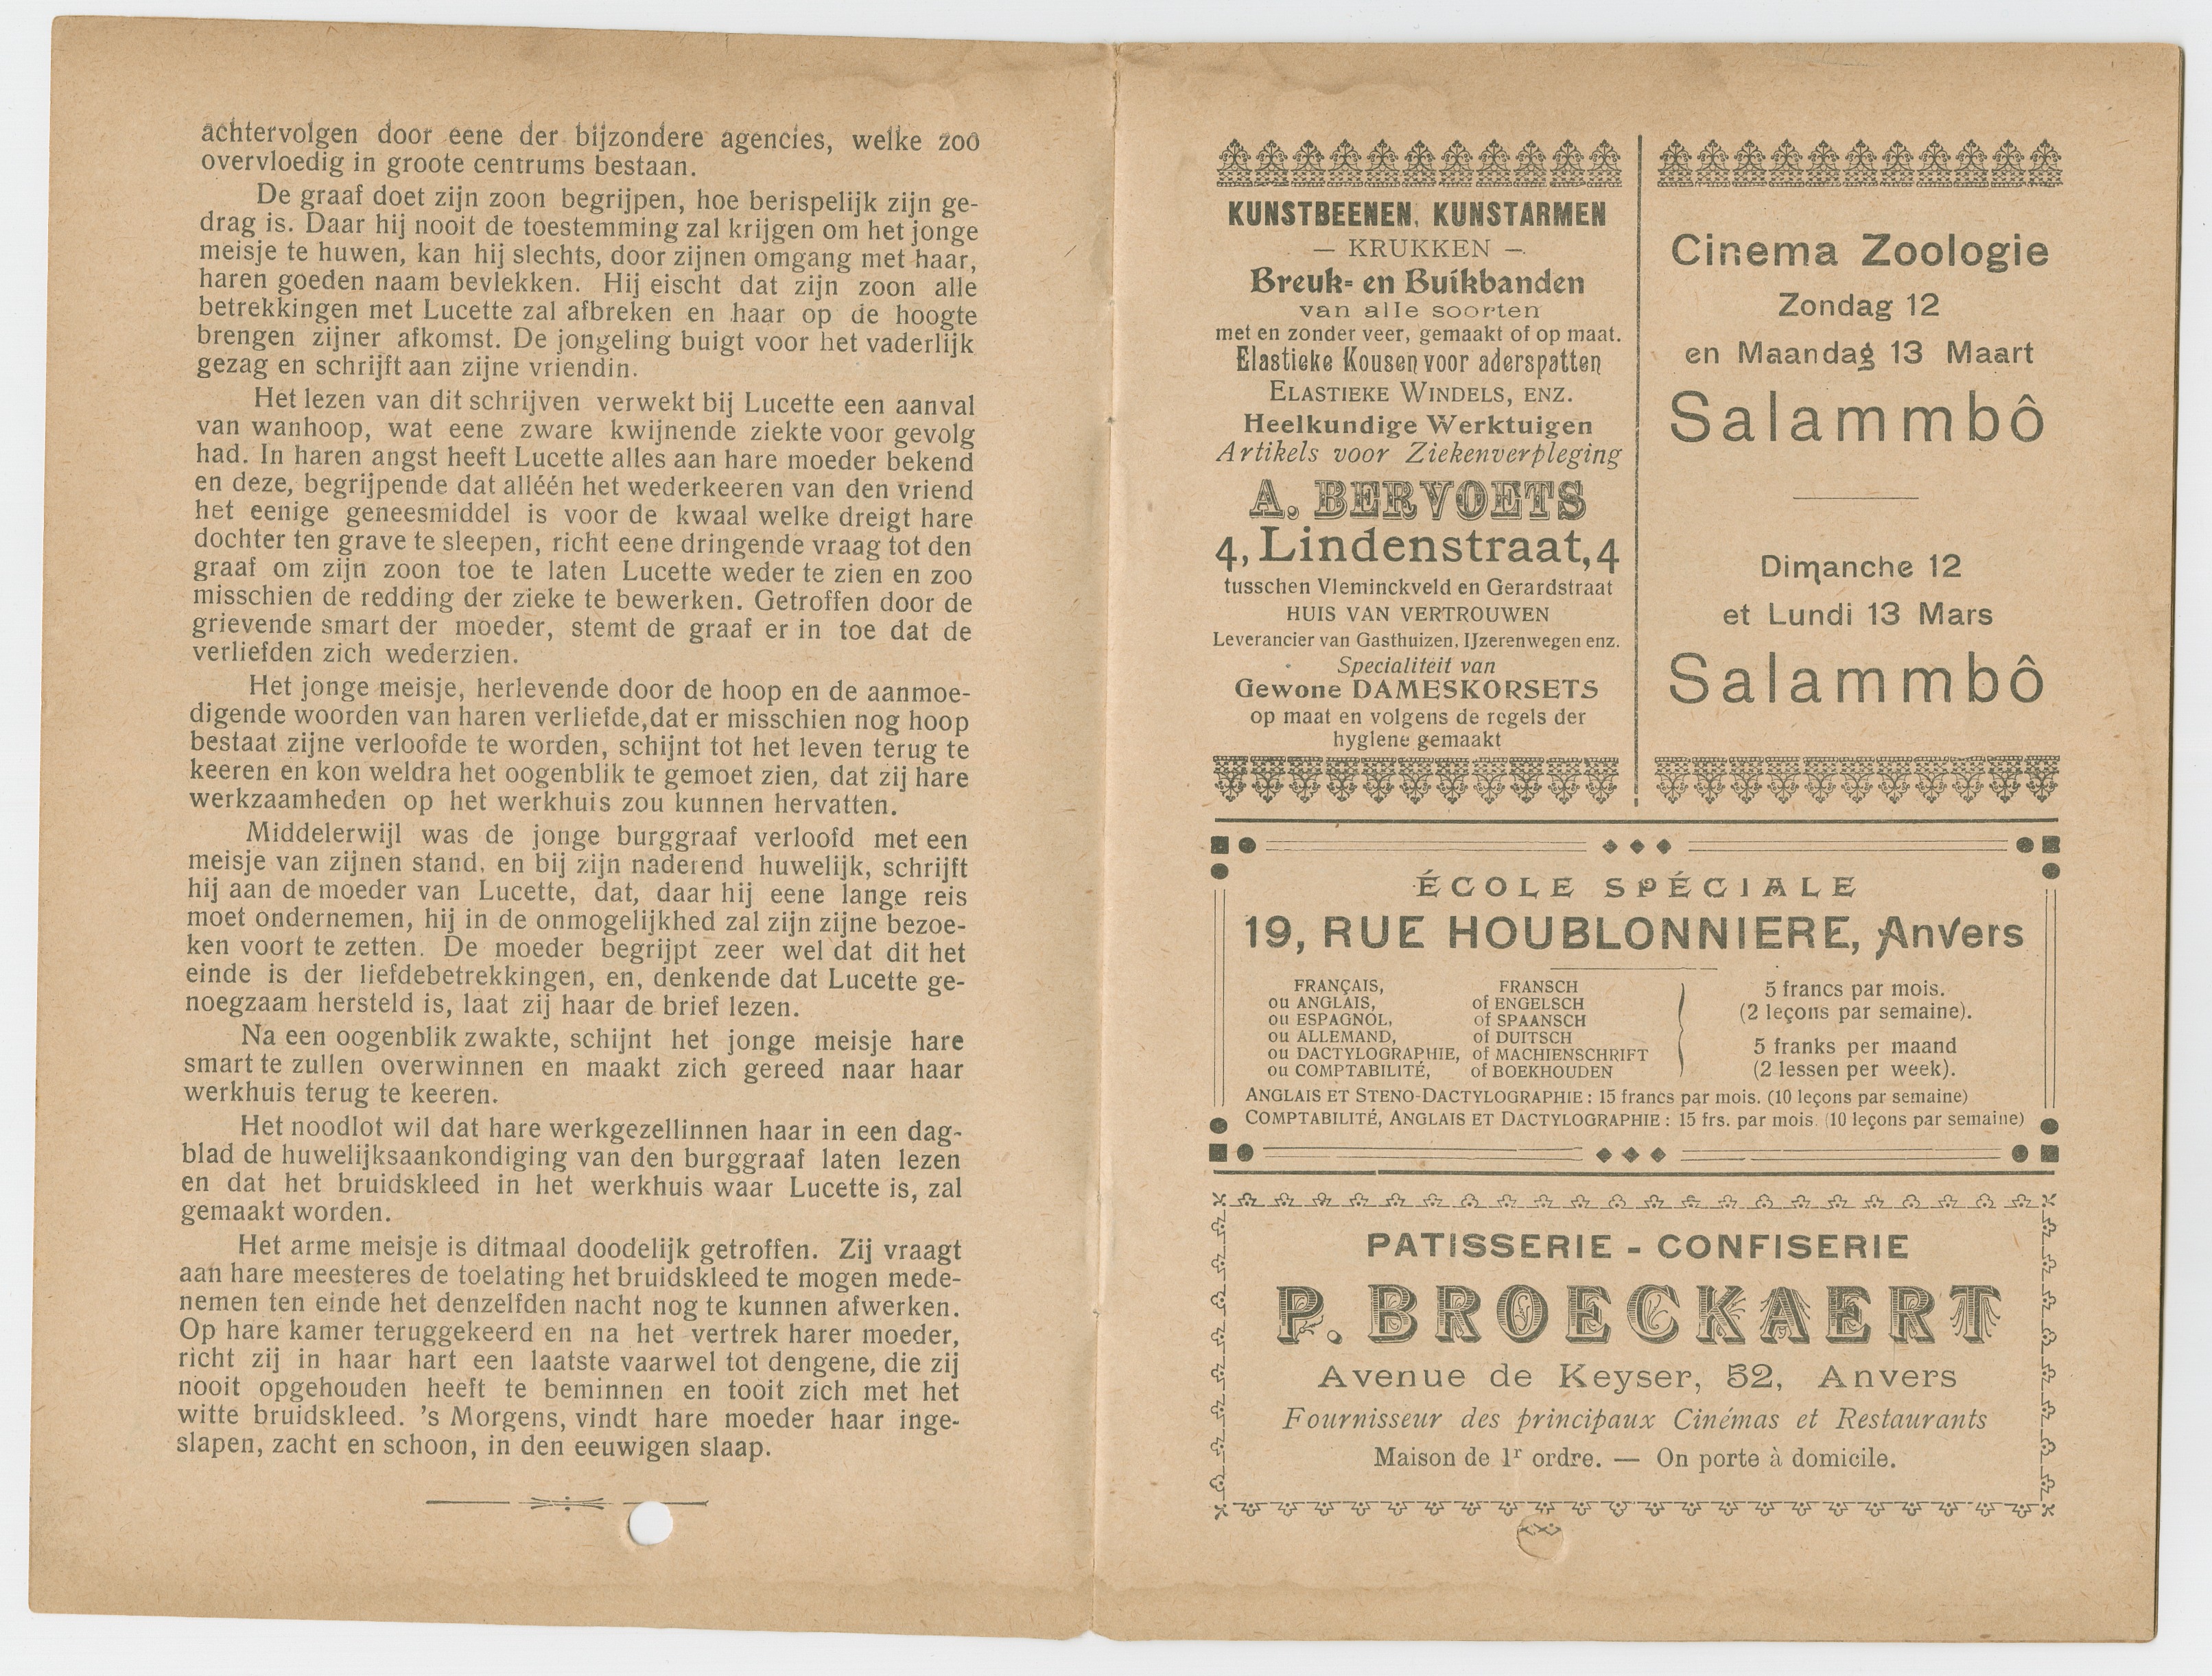 achtervolgen door eene der bijzondere agencies, welke zoo
overvloedig in groote centrums bestaan.
De graaf doet zijn zoon begrijpen, hoe berispelijk zijn ge-
drag is. Daar hij nooit de toestemming zal krijgen om het jonge
meisje te huwen, kan hij slechts, door zijnen omgang met haar,
haren goeden naam bevlekken. Hij eischt dat zijn zoon alle
betrekkingen met Lucette zal afbreken en haar op de hoogte
brengen zijner afkomst. De jongeling buigt voor het vaderlijk
gezag en schrijft aan zijne vriendin.
Het lezen van dit schrijven verwekt bij Lucette een aanval
van wanhoop, wat eene zware kwijnende ziekte voor gevolg
had. In haren angst heeft Lucette alles aan hare moeder bekend
en deze, begrijpende dat alléén het wederkeeren van den vriend
het eenige geneesmiddel is voor de kwaal welke dreigt hare
dochter ten grave te sleepen, richt eene dringende vraag tot den
graaf om zijn zoon toe te laten Lucette weder te zien en zoo
misschien de redding der zieke te bewerken. Getroffen door de
grievende smart der moeder, stemt de graaf er in toe dat de
verliefden zich wederzien.
Het jonge meisje, herlevende door de hoop en de aanmoe-
digende woorden van haren verliefde, dat er misschien nog hoop
bestaat zijne verloofde te worden, schijnt tot het leven terug te
keeren en kon weldra het oogenblik te gemoet zien, dat zij hare
werkzaamheden op het werkhuis zou kunnen hervatten.
Middelerwijl was de jonge burggraaf verloofd met een
meisje van zijnen stand, en bij zijn naderend huwelijk, schrijft
hij aan de moeder van Lucette, dat, daar hij eene lange reis
moet ondernemen, hij in de onmogelijkhed zal zijn zijne bezoe-
ken voort te zetten. De moeder begrijpt zeer wel dat dit het
einde is der liefdebetrekkingen, en, denkende dat Lucette ge-
noegzaam hersteld is, laat zij haar de brief lezen.
Na een oogenblik zwakte, schijnt het jonge meisje hare
smart te zullen overwinnen en maakt zich gereed naar haar
werkhuis terug te keeren.
Het noodlot wil dat hare werkgezellinnen haar in een dag-
blad de huwelijksaankondiging van den burggraaf laten lezen
en dat het bruidskleed in het werkhuis waar Lucette is, zal
gemaakt worden.
Het arme meisje is ditmaal doodelijk getroffen. Zij vraagt
aan hare meesteres de toelating het bruidskleed te mogen mede-
nemen ten einde het denzelfden nacht nog te kunnen afwerken.
Op hare kamer teruggekeerd en na het vertrek harer moeder,
richt zij in haar hart een laatste vaarwel tot dengene, die zij
nooit opgehouden heeft te beminnen en tooit zich met het
witte bruidskleed. 's Morgens, vindt hare moeder haar inge-
slapen, zacht en schoon, in den eeuwigen slaap.
KUNSTBEENEN, KUNSTARMEN
— KRUKKEN —
Breuk- en Buikbanden
van alle soorten
met en zonder veer, gemaakt of op maat.
Elastieke Kousen voor aderspatten
ELASTIEKE WINDELS, ENZ.
Heelkundige Werktuigen
Artikels voor Ziekenverpleging
A. BERVOETS
4, Lindenstraat, 4
tusschen Vleminckveld en Gerardstraat
HUIS VAN VERTROUWEN
Leverancier van Gasthuizen, IJzerenwegen enz.
Specialiteit van
Gewone DAMESKORSETS
op maat en volgens de regels der
hygiene gemaakt
Cinema Zoologie
Zondag 12
en Maandag 13 Maart
Salammbô
Dimanche 12
et Lundi 13 Mars
Salammbô
ÉCOLE SPÉCIALE
19, RUE HOUBLONNIERE, Anvers
FRANÇAIS, FRANSCH
ou ANGLAIS, of ENGELSCH
ou ESPAGNOL, of SPAANSCH
ou ALLEMAND, of DUITSCH
ou DACTYLOGRAPHIE, of MACHIENSCHRIFT
ou COMPTABILITÉ, of BOEKHOUDEN
5 francs par mois.
(2 leçons par semaine).
5 franks per maand
(2 lessen per week).
ANGLAIS ET STENO-DACTYLOGRAPHIE : 15 francs par mois. (10 leçons par semaine)
COMPTABILITÉ, ANGLAIS ET DACTYLOGRAPHIE : 15 frs. par mois. (10 leçons par semaine)
PATISSERIE - CONFISERIE
P. BROECKAERT
Avenue de Keyser, 52, Anvers
Fournisseur des principaux Cinémas et Restaurants
Maison de 1r ordre. — On porte à domicile.